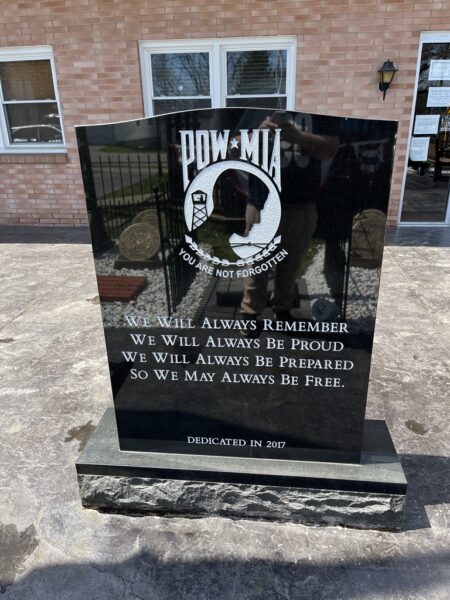 POW★MIA
YOU ARE NOT FORGOTTEN
WE WILL ALWAYS REMEMBER
WE WILL ALWAYS BE PROUD
WE WILL ALWAYS BE PREPARED
SO WE MAY ALWAYS BE FREE.
DEDICATED IN 2017